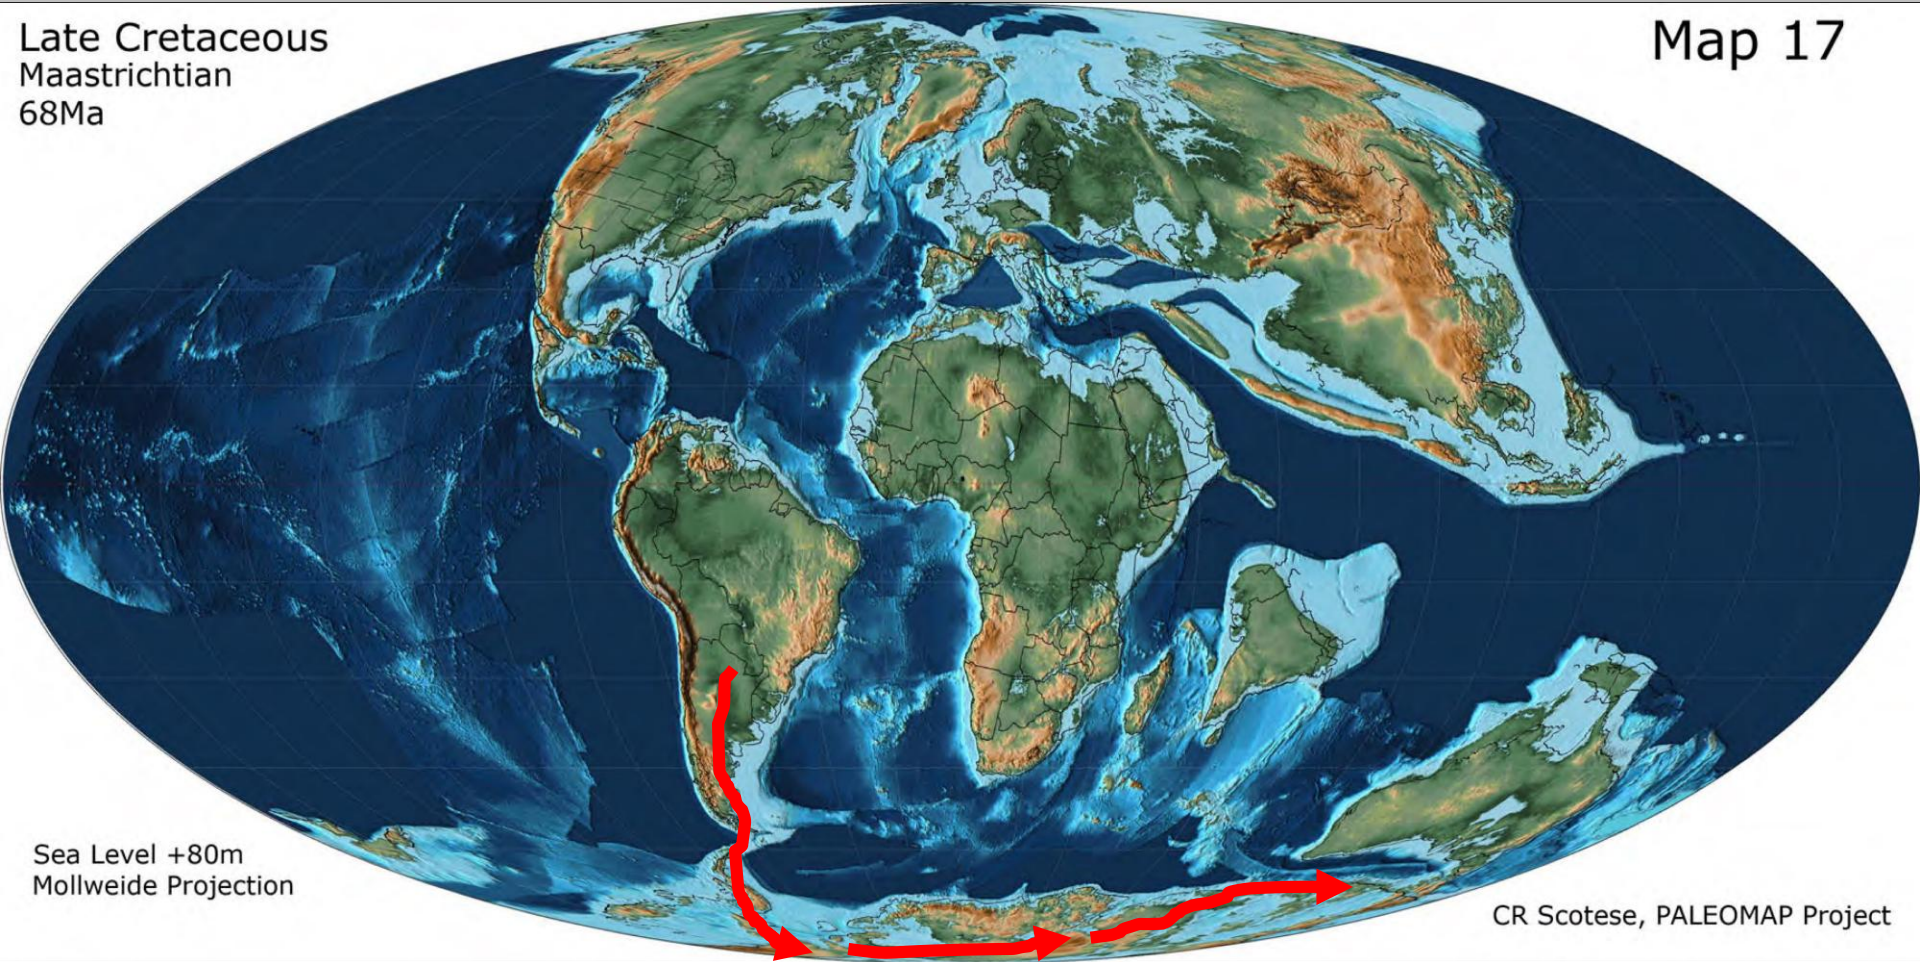 Late Cretaceous
Maastrichtian
68Ma
Map 17
Sea Level +80m
Mollweide Projection
CR Scotese, PALEOMAP Project